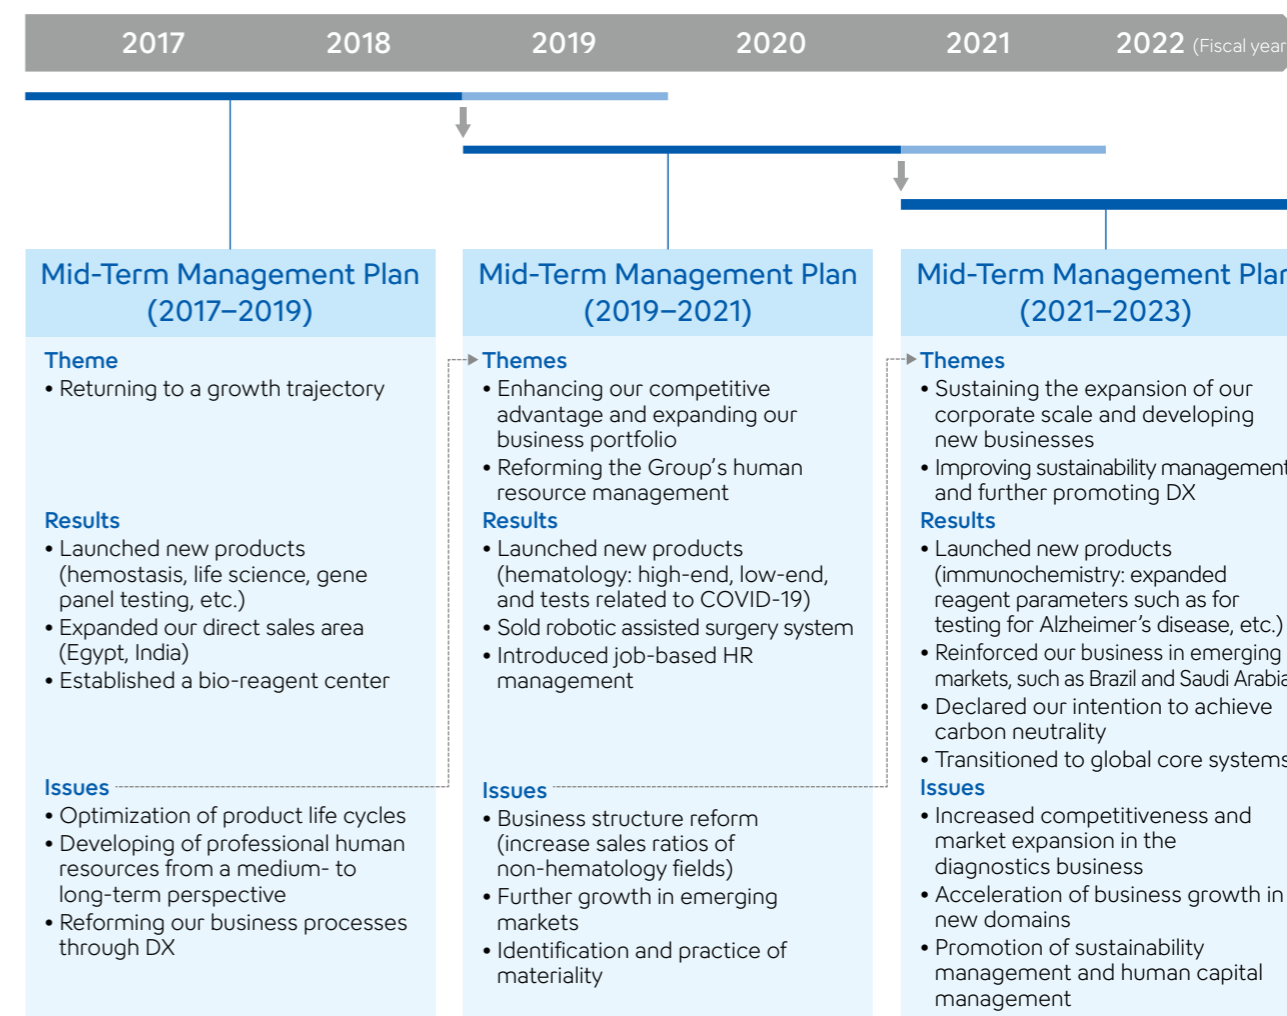 2017 2018 2019 2020 2021 2022 (Fiscal year
Mid-Term Management Plan
(2017–2019)
Theme
• Returning to a growth trajectory
Results
• Launched new products
(hemostasis, life science, gene
panel testing, etc.)
• Expanded our direct sales area
(Egypt, India)
• Established a bio-reagent center
Issues
• Optimization of product life cycles
• Developing of professional human
resources from a medium- to
long-term perspective
• Reforming our business processes
through DX
Mid-Term Management Plan
(2019–2021)
Themes
• Enhancing our competitive
advantage and expanding our
business portfolio
• Reforming the Group’s human
resource management
Results
• Launched new products
(hematology: high-end, low-end,
and tests related to COVID-19)
• Sold robotic assisted surgery system
• Introduced job-based HR
management
Issues
• Business structure reform
(increase sales ratios of
non-hematology fields)
• Further growth in emerging
markets
• Identification and practice of
materiality
Mid-Term Management Plan
(2021–2023)
Themes
• Sustaining the expansion of our
corporate scale and developing
new businesses
• Improving sustainability management
and further promoting DX
Results
• Launched new products
(immunochemistry: expanded
reagent parameters such as for
testing for Alzheimer’s disease, etc.)
• Reinforced our business in emerging
markets, such as Brazil and Saudi Arabia
• Declared our intention to achieve
carbon neutrality
• Transitioned to global core systems
Issues
• Increased competitiveness and
market expansion in the
diagnostics business
• Acceleration of business growth in
new domains
• Promotion of sustainability
management and human capital
management